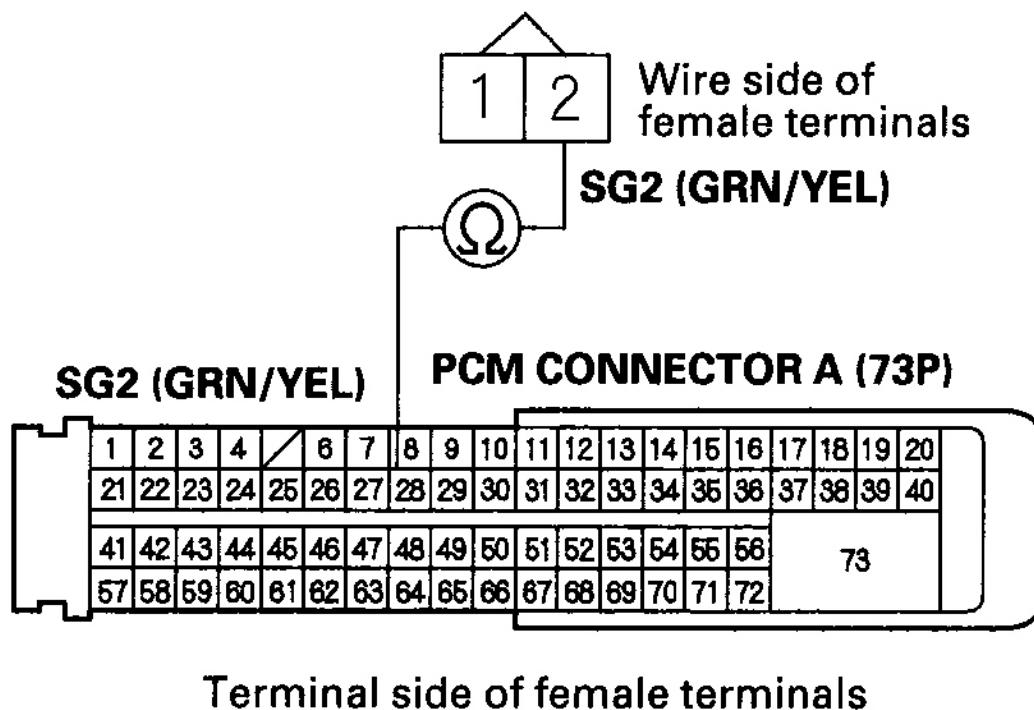 1 2
Wire side of
female terminals
SG2 (GRN/YEL)
Ω
SG2 (GRN/YEL)
PCM CONNECTOR A (73P)
1 2 3 4 6 7 8 9 10 11 12 13 14 15 16 17 18 19 20
21 22 23 24 25 26 27 28 29 30 31 32 33 34 35 36 37 38 39 40
41 42 43 44 45 46 47 48 49 50 51 52 53 54 55 56 73
57 58 59 60 61 62 63 64 65 66 67 68 69 70 71 72
Terminal side of female terminals